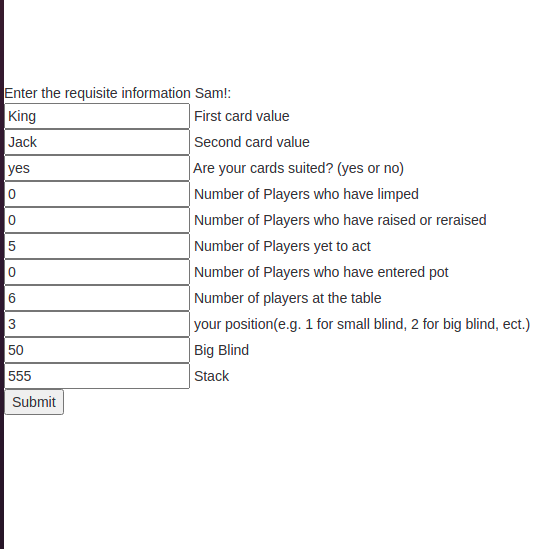 Enter the requisite information Sam!:
King First card value
Jack Second card value
yes Are your cards suited? (yes or no)
0 Number of Players who have limped
0 Number of Players who have raised or reraised
5 Number of Players yet to act
0 Number of Players who have entered pot
6 Number of players at the table
3 your position(e.g. 1 for small blind, 2 for big blind, ect.)
50 Big Blind
555 Stack
Submit